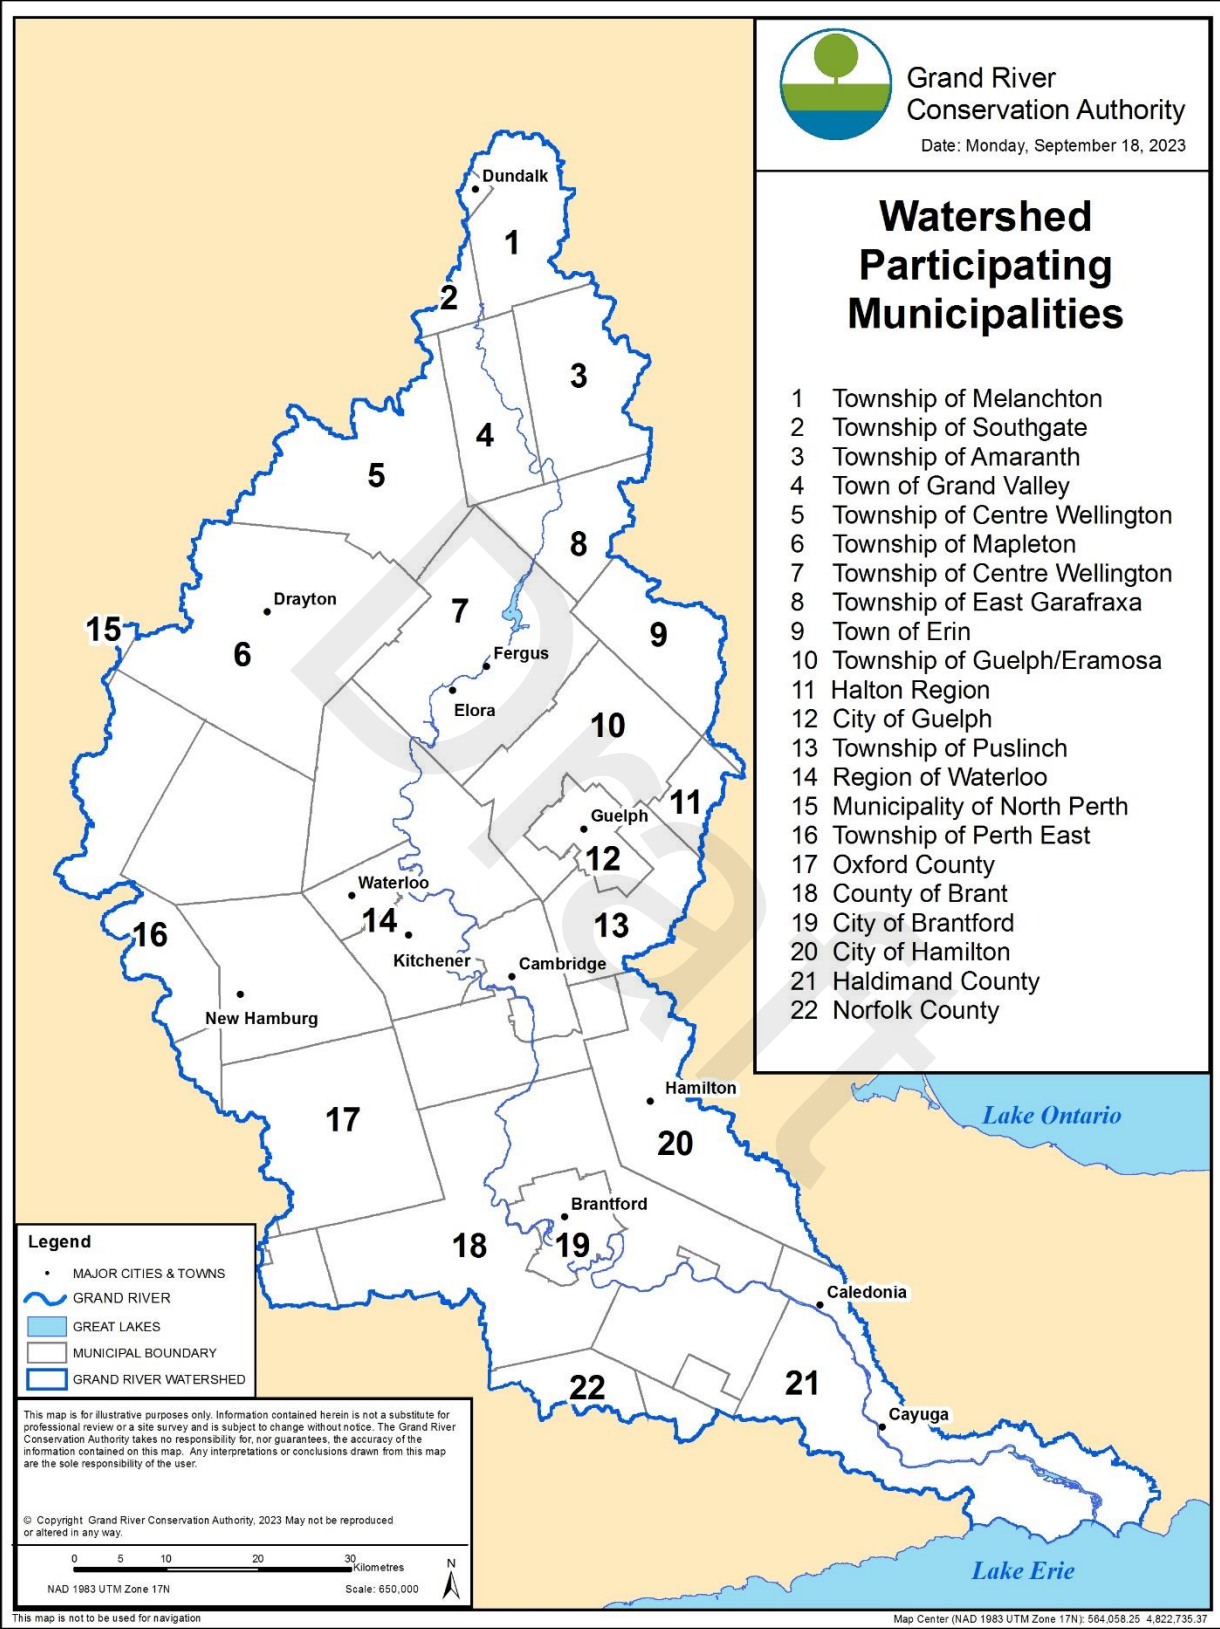 Grand River
Conservation Authority
Date: Monday, September 18, 2023
Watershed
Participating
Municipalities
1 Township of Melanchton
2 Township of Southgate
3 Township of Amaranth
4 Town of Grand Valley
5 Township of Centre Wellington
6 Township of Mapleton
7 Township of Centre Wellington
8 Township of East Garafraxa
9 Town of Erin
10 Township of Guelph/Eramosa
11 Halton Region
12 City of Guelph
13 Township of Puslinch
14 Region of Waterloo
15 Municipality of North Perth
16 Township of Perth East
17 Oxford County
18 County of Brant
19 City of Brantford
20 City of Hamilton
21 Haldimand County
22 Norfolk County
Dundalk
1
2
3
4
5
8
Drayton
7
15
6
9
Fergus
Elora
10
11
Guelph
12
Waterloo
14
13
16
Kitchener
Cambridge
New Hamburg
Hamilton
Lake Ontario
17
20
Brantford
18
19
Caledonia
21
22
Cayuga
Lake Erie
Draft
Legend
MAJOR CITIES & TOWNS
GRAND RIVER
GREAT LAKES
MUNICIPAL BOUNDARY
GRAND RIVER WATERSHED
This map is for illustrative purposes only. Information contained herein is not a substitute for
professional review or a site survey and is subject to change without notice. The Grand River
Conservation Authority takes no responsibility for, nor guarantees, the accuracy of the
information contained on this map. Any interpretations or conclusions drawn from this map
are the sole responsibility of the user.
© Copyright Grand River Conservation Authority, 2023 May not be reproduced
or altered in any way.
0 5 10 20 30
Kilometres
N
NAD 1983 UTM Zone 17N
Scale: 650,000
This map is not to be used for navigation
Map Center (NAD 1983 UTM Zone 17N): 564,058.25 4,822,735.37